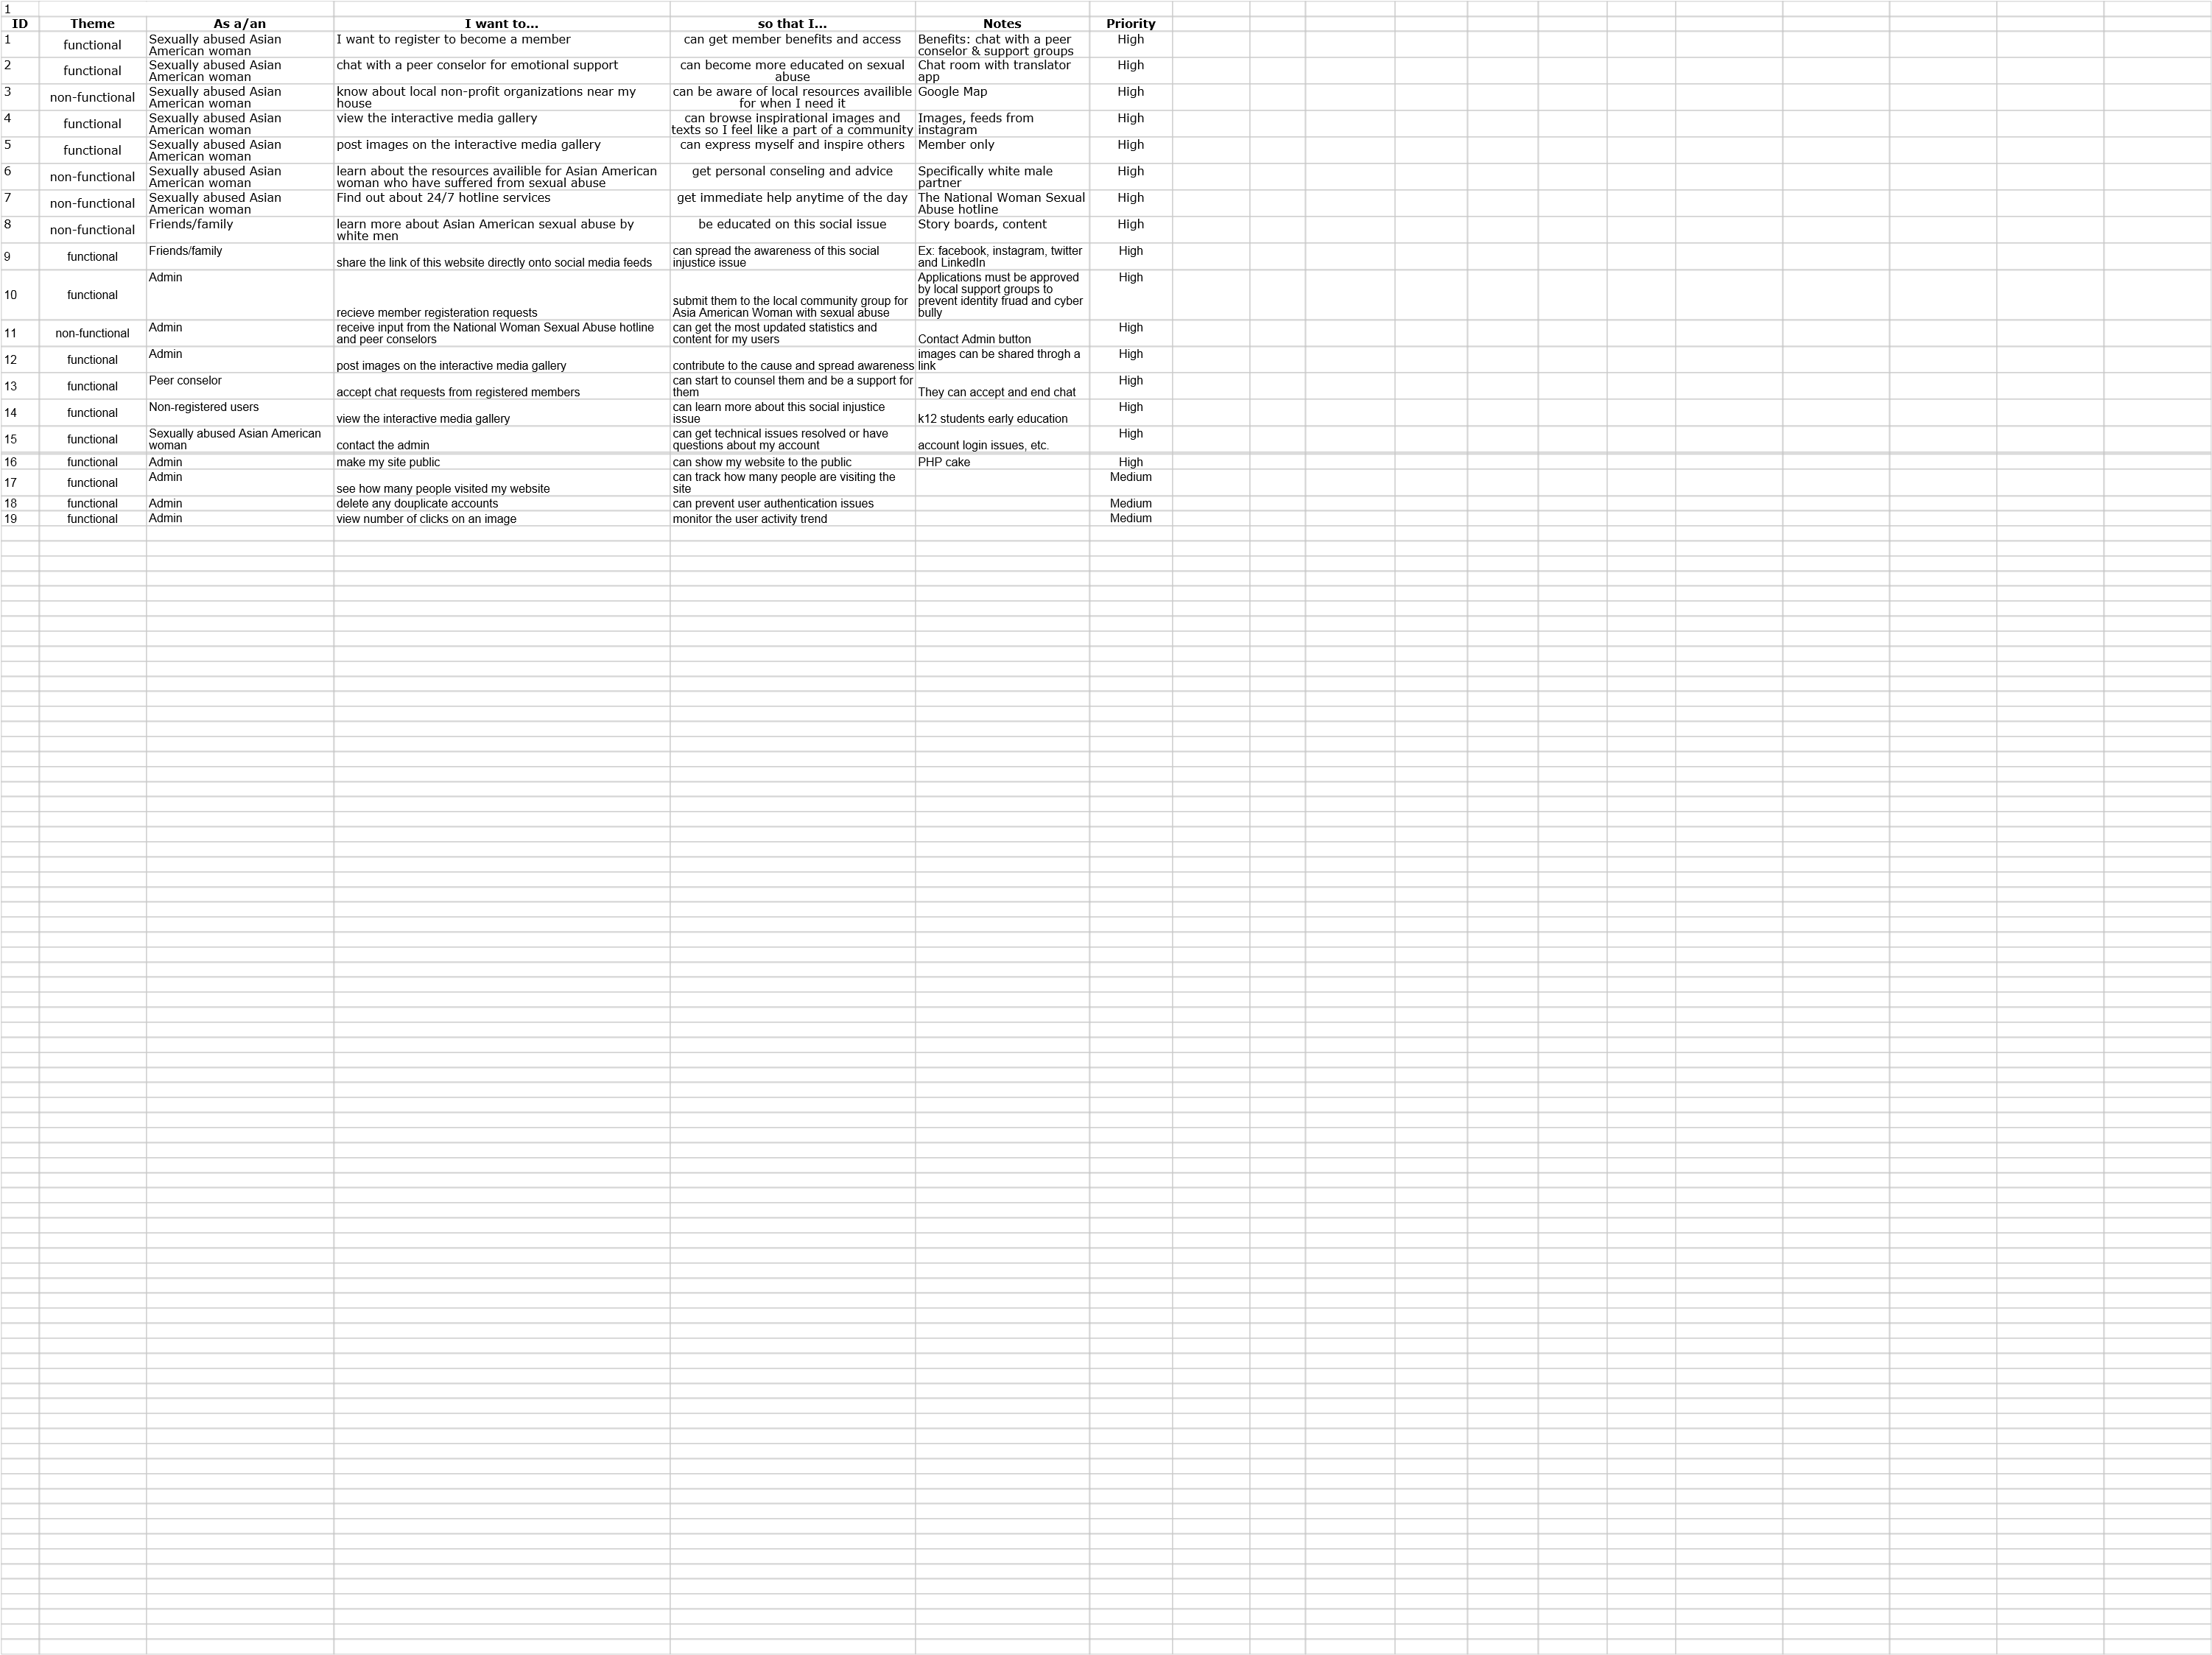 1
ID Theme As a/an I want to... so that I... Notes Priority
1 functional Sexually abused Asian American woman I want to register to become a member can get member benefits and access Benefits: chat with a peer conselor & support groups High
2 functional Sexually abused Asian American woman chat with a peer conselor for emotional support can become more educated on sexual abuse Chat room with translator app High
3 non-functional Sexually abused Asian American woman know about local non-profit organizations near my house can be aware of local resources availible for when I need it Google Map High
4 functional Sexually abused Asian American woman view the interactive media gallery can browse inspirational images and texts so I feel like a part of a community Images, feeds from instagram High
5 functional Sexually abused Asian American woman post images on the interactive media gallery can express myself and inspire others Member only High
6 non-functional Sexually abused Asian American woman learn about the resources availible for Asian American woman who have suffered from sexual abuse get personal conseling and advice Specifically white male partner High
7 non-functional Sexually abused Asian American woman Find out about 24/7 hotline services get immediate help anytime of the day The National Woman Sexual Abuse hotline High
8 non-functional Friends/family learn more about Asian American sexual abuse by white men be educated on this social issue Story boards, content High
9 functional Friends/family share the link of this website directly onto social media feeds can spread the awareness of this social injustice issue Ex: facebook, instagram, twitter and LinkedIn High
10 functional Admin recieve member registeration requests submit them to the local community group for Asia American Woman with sexual abuse Applications must be approved by local support groups to prevent identity fruad and cyber bully High
11 non-functional Admin receive input from the National Woman Sexual Abuse hotline and peer conselors can get the most updated statistics and content for my users Contact Admin button High
12 functional Admin post images on the interactive media gallery contribute to the cause and spread awareness images can be shared throgh a link High
13 functional Peer conselor accept chat requests from registered members can start to counsel them and be a support for them They can accept and end chat High
14 functional Non-registered users view the interactive media gallery can learn more about this social injustice issue k12 students early education High
15 functional Sexually abused Asian American woman contact the admin can get technical issues resolved or have questions about my account account login issues, etc. High
16 functional Admin make my site public can show my website to the public PHP cake High
17 functional Admin see how many people visited my website can track how many people are visiting the site Medium
18 functional Admin delete any douplicate accounts can prevent user authentication issues Medium
19 functional Admin view number of clicks on an image monitor the user activity trend Medium